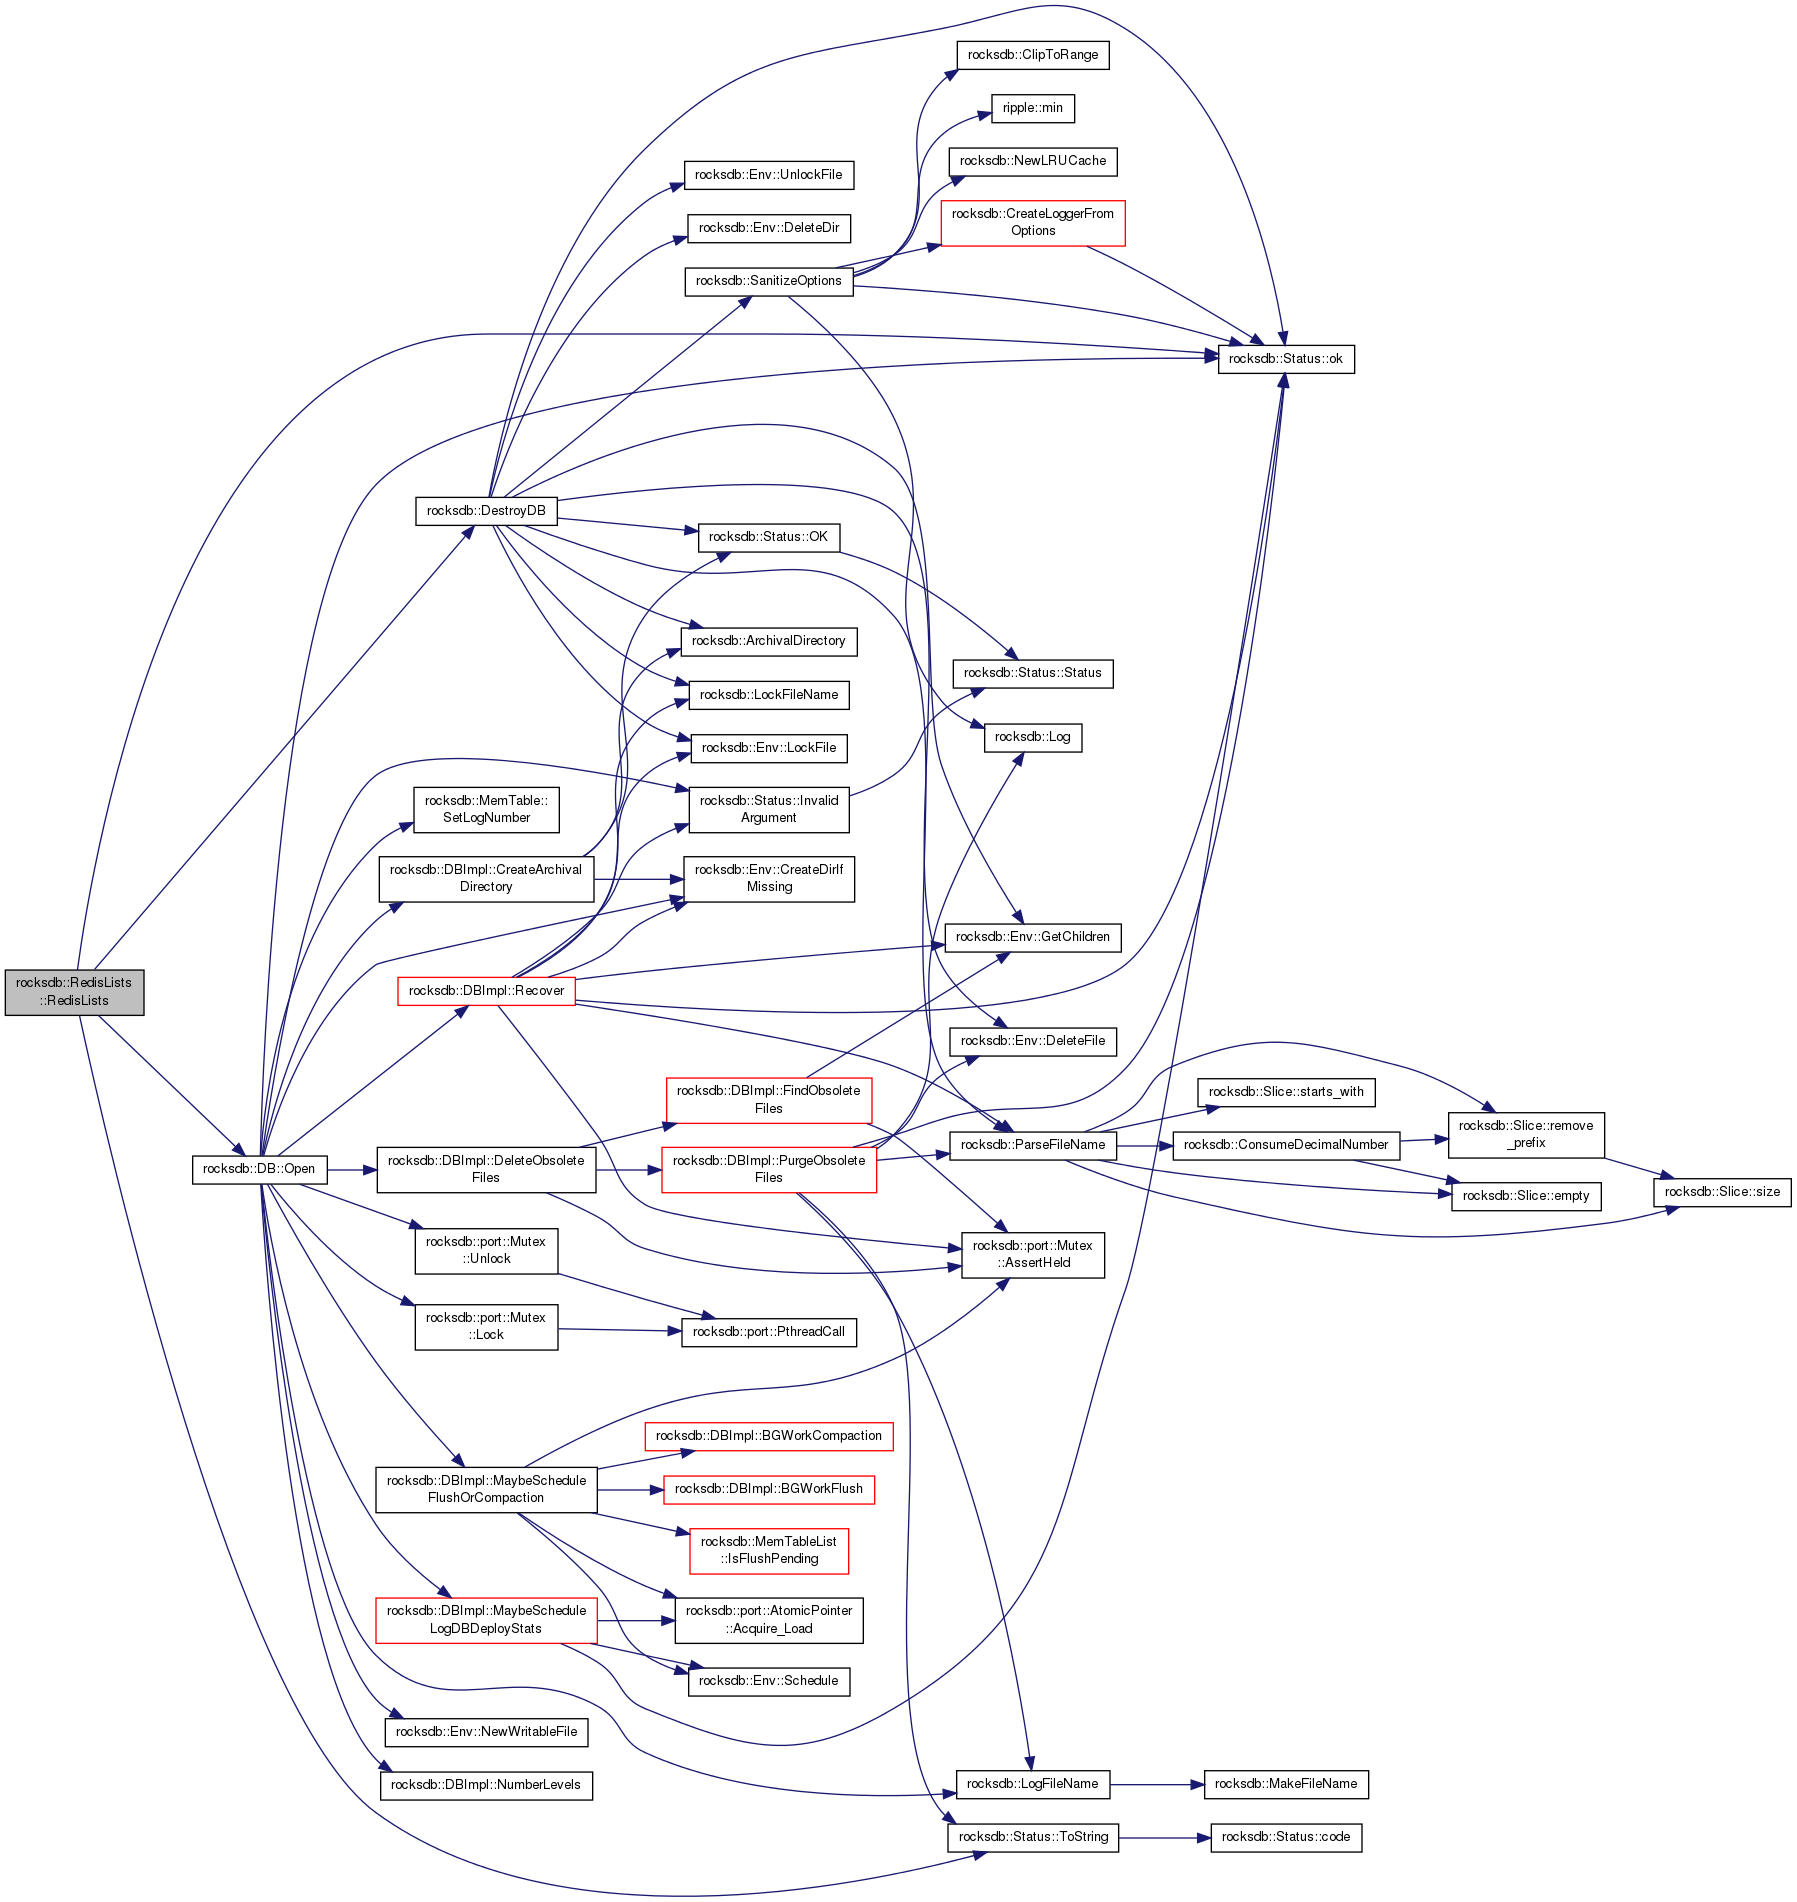 rocksdb::ClipToRange
ripple::min
rocksdb::NewLRUCache
rocksdb::Env::UnlockFile
rocksdb::CreateLoggerFrom
Options
rocksdb::Env::DeleteDir
rocksdb::SanitizeOptions
rocksdb::Status::ok
rocksdb::DestroyDB
rocksdb::Status::OK
rocksdb::ArchivalDirectory
rocksdb::Status::Status
rocksdb::LockFileName
rocksdb::Log
rocksdb::Env::LockFile
rocksdb::MemTable::
SetLogNumber
rocksdb::Status::Invalid
Argument
rocksdb::DBImpl::CreateArchival
Directory
rocksdb::Env::CreateDirIf
Missing
rocksdb::Env::GetChildren
rocksdb::RedisLists
::RedisLists
rocksdb::DBImpl::Recover
rocksdb::Env::DeleteFile
rocksdb::DBImpl::FindObsolete
Files
rocksdb::Slice::starts_with
rocksdb::Slice::remove
_prefix
rocksdb::ParseFileName
rocksdb::ConsumeDecimalNumber
rocksdb::DB::Open
rocksdb::DBImpl::DeleteObsolete
Files
rocksdb::DBImpl::PurgeObsolete
Files
rocksdb::Slice::empty
rocksdb::Slice::size
rocksdb::port::Mutex
::Unlock
rocksdb::port::Mutex
::AssertHeld
rocksdb::port::Mutex
::Lock
rocksdb::port::PthreadCall
rocksdb::DBImpl::BGWorkCompaction
rocksdb::DBImpl::MaybeSchedule
FlushOrCompaction
rocksdb::DBImpl::BGWorkFlush
rocksdb::MemTableList
::IsFlushPending
rocksdb::DBImpl::MaybeSchedule
LogDBDeployStats
rocksdb::port::AtomicPointer
::Acquire_Load
rocksdb::Env::Schedule
rocksdb::Env::NewWritableFile
rocksdb::DBImpl::NumberLevels
rocksdb::LogFileName
rocksdb::MakeFileName
rocksdb::Status::ToString
rocksdb::Status::code